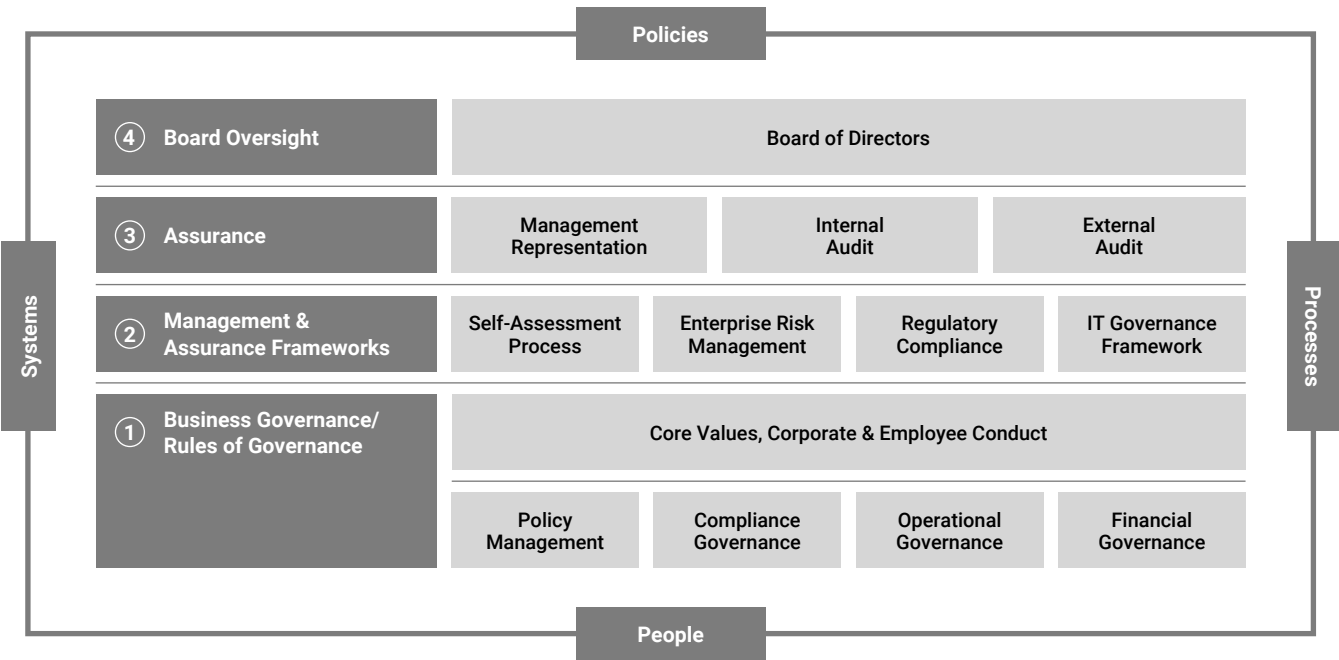 Policies
4 Board Oversight
Board of Directors
3 Assurance
Management
Representation
Internal
Audit
External
Audit
Systems
Processes
2 Management &
Assurance Frameworks
Self-Assessment
Process
Enterprise Risk
Management
Regulatory
Compliance
IT Governance
Framework
1 Business Governance/
Rules of Governance
Core Values, Corporate & Employee Conduct
Policy
Management
Compliance
Governance
Operational
Governance
Financial
Governance
People